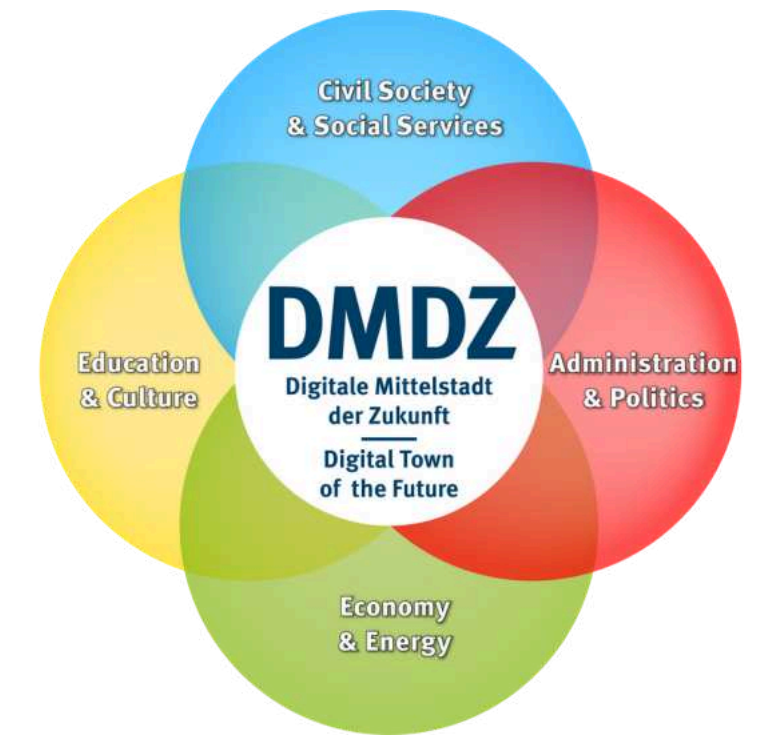 Civil Society
& Social Services
Education
& Culture
DMDZ
Digitale Mittelstadt
der Zukunft
Digital Town
of the Future
Administration
& Politics
Economy
& Energy